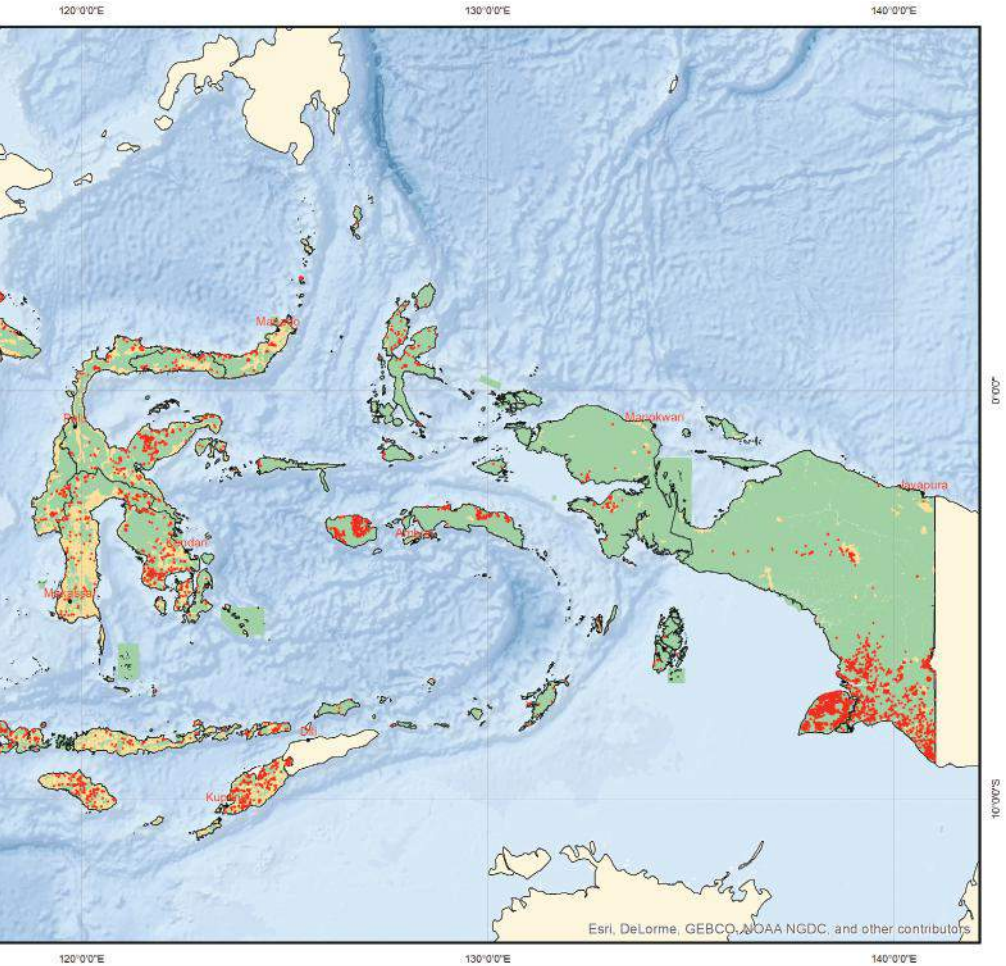 120°0'0"E
130°0'0"E
140°0'0"E
Manado
0°0'0"
Palu
Manokwari
Jayapura
Ambon
Kendari
Makassar
Dili
Kupang
10°0'0"S
Esri, DeLorme, GEBCO, NOAA NGDC, and other contributors
120°0'0"E
130°0'0"E
140°0'0"E